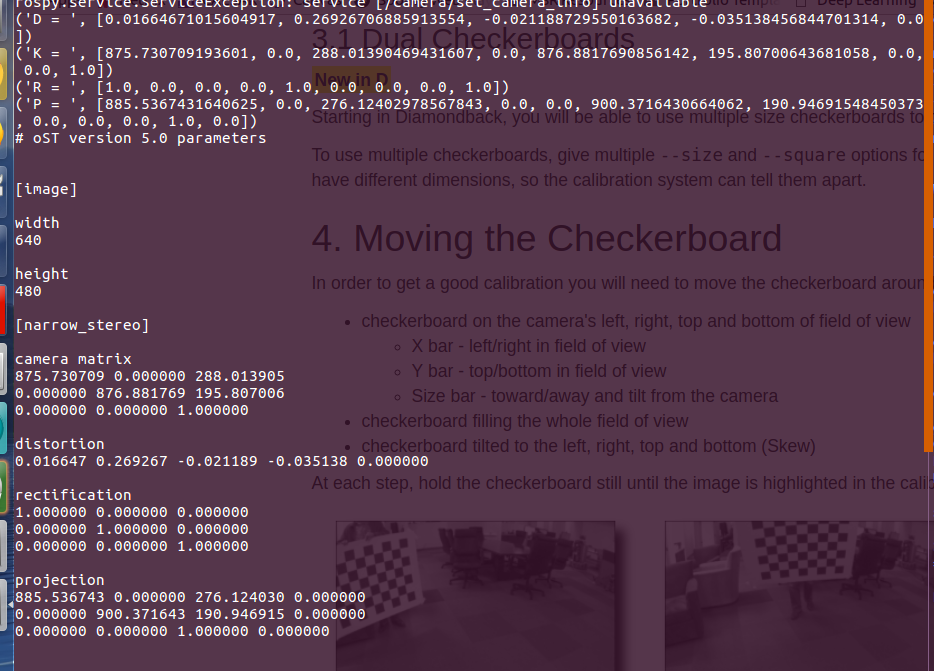 rospy.service.ServiceException: service [/camera/set_camera_info] unavailable
('D = ', [0.01664671015604917, 0.26926706885913554, -0.021188729550163682, -0.035138456844701314, 0.0
])
('K = ', [875.730709193601, 0.0, 288.01390469431607, 0.0, 876.8817690856142, 195.80700643681058, 0.0,
0.0, 1.0])
('R = ', [1.0, 0.0, 0.0, 0.0, 1.0, 0.0, 0.0, 0.0, 1.0])
('P = ', [885.5367431640625, 0.0, 276.12402978567843, 0.0, 0.0, 900.3716430664062, 190.94691548450373
, 0.0, 0.0, 0.0, 1.0, 0.0])
# oST version 5.0 parameters
[image]
width
640
height
480
[narrow_stereo]
camera matrix
875.730709 0.000000 288.013905
0.000000 876.881769 195.807006
0.000000 0.000000 1.000000
distortion
0.016647 0.269267 -0.021189 -0.035138 0.000000
rectification
1.000000 0.000000 0.000000
0.000000 1.000000 0.000000
0.000000 0.000000 1.000000
projection
885.536743 0.000000 276.124030 0.000000
0.000000 900.371643 190.946915 0.000000
0.000000 0.000000 1.000000 0.000000
Deep Learning
3.1 Dual Checkerboards
New in D
Starting in Diamondback, you will be able to use multiple size checkerboards to
To use multiple checkerboards, give multiple --size and --square options fo
have different dimensions, so the calibration system can tell them apart.
4. Moving the Checkerboard
In order to get a good calibration you will need to move the checkerboard aroun
• checkerboard on the camera's left, right, top and bottom of field of view
◦ X bar - left/right in field of view
◦ Y bar - top/bottom in field of view
◦ Size bar - toward/away and tilt from the camera
• checkerboard filling the whole field of view
• checkerboard tilted to the left, right, top and bottom (Skew)
At each step, hold the checkerboard still until the image is highlighted in the calib